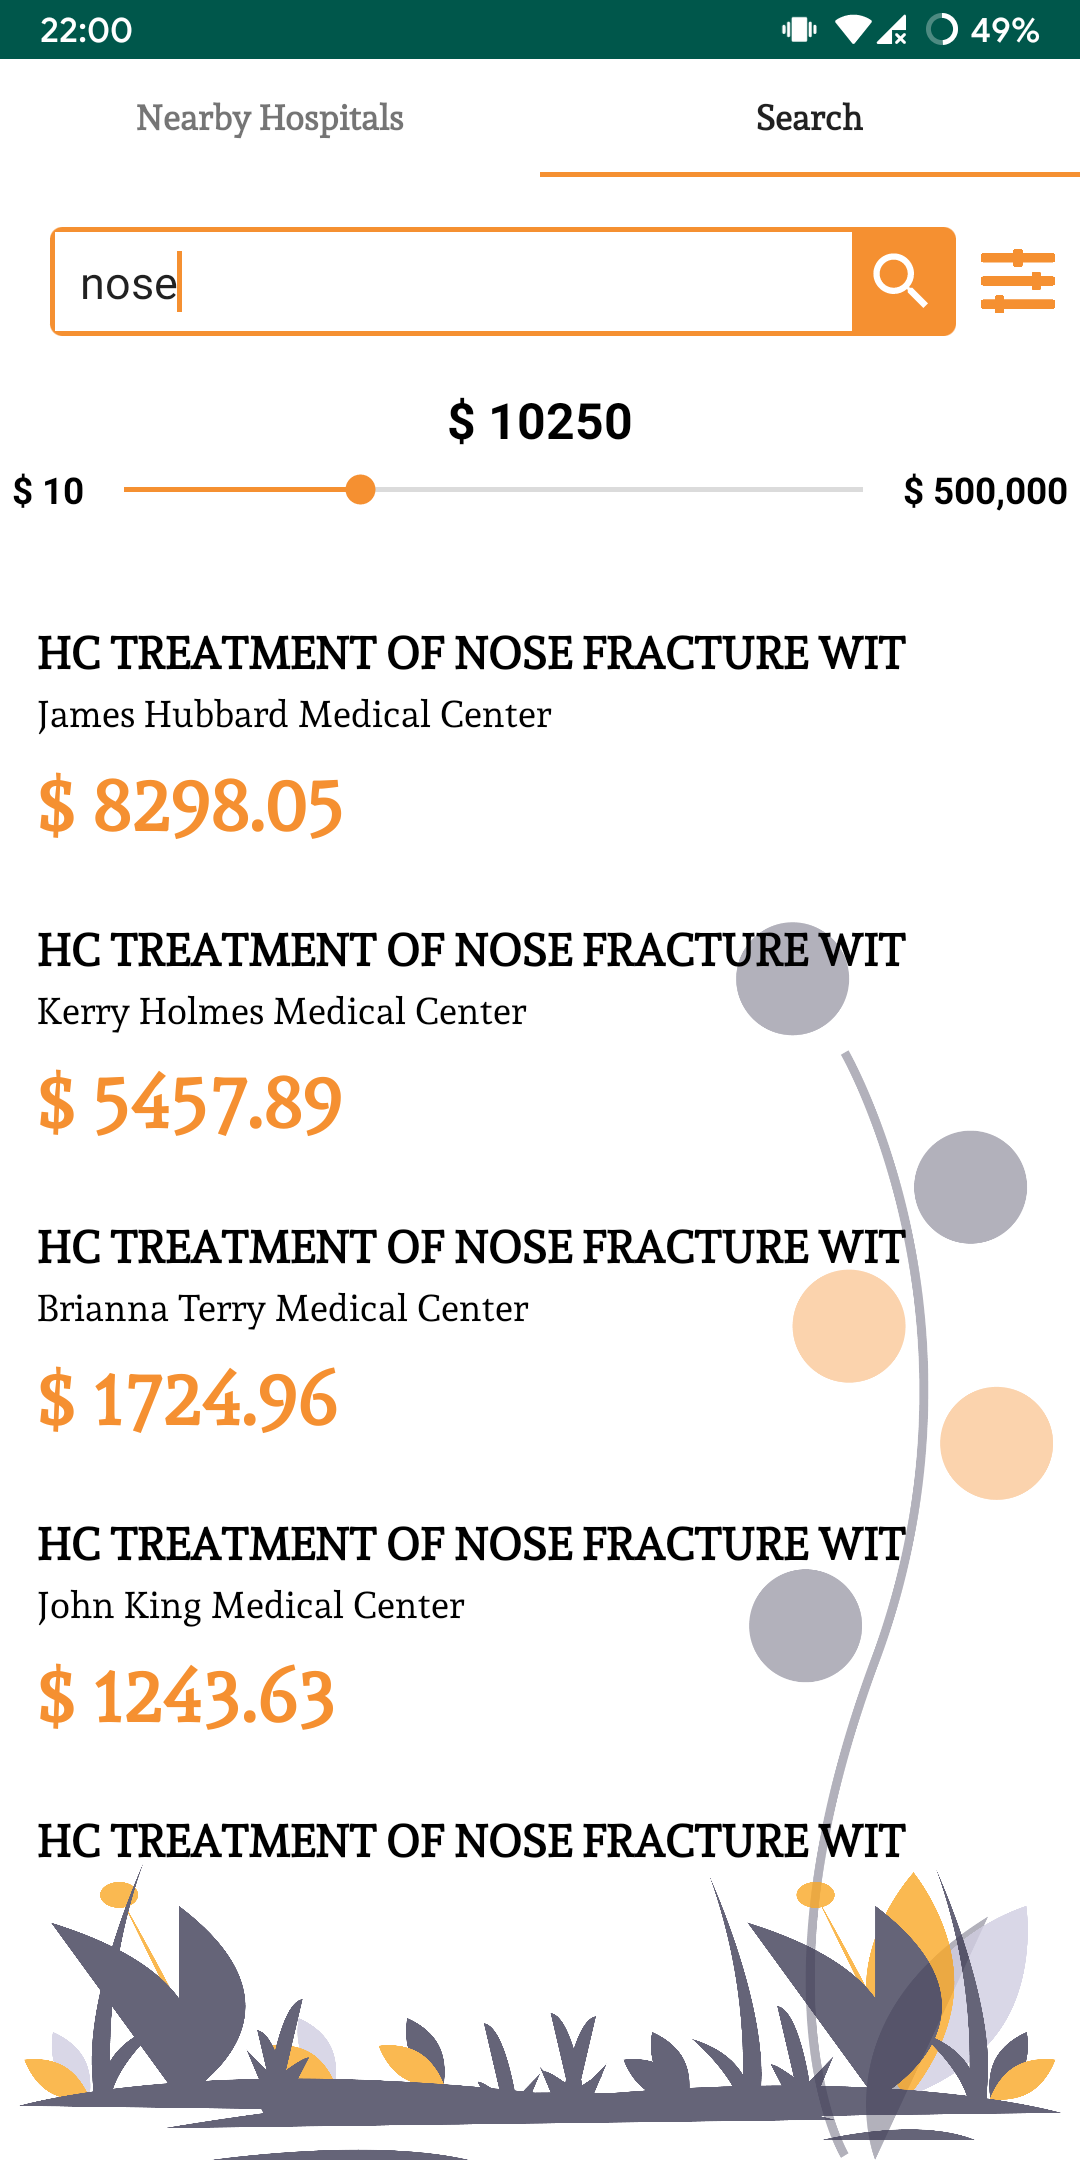 22:00 49%
Nearby Hospitals Search
nose
$ 10250
$ 10 $ 500,000
HC TREATMENT OF NOSE FRACTURE WIT
James Hubbard Medical Center
$ 8298.05
HC TREATMENT OF NOSE FRACTURE WIT
Kerry Holmes Medical Center
$ 5457.89
HC TREATMENT OF NOSE FRACTURE WIT
Brianna Terry Medical Center
$ 1724.96
HC TREATMENT OF NOSE FRACTURE WIT
John King Medical Center
$ 1243.63
HC TREATMENT OF NOSE FRACTURE WIT